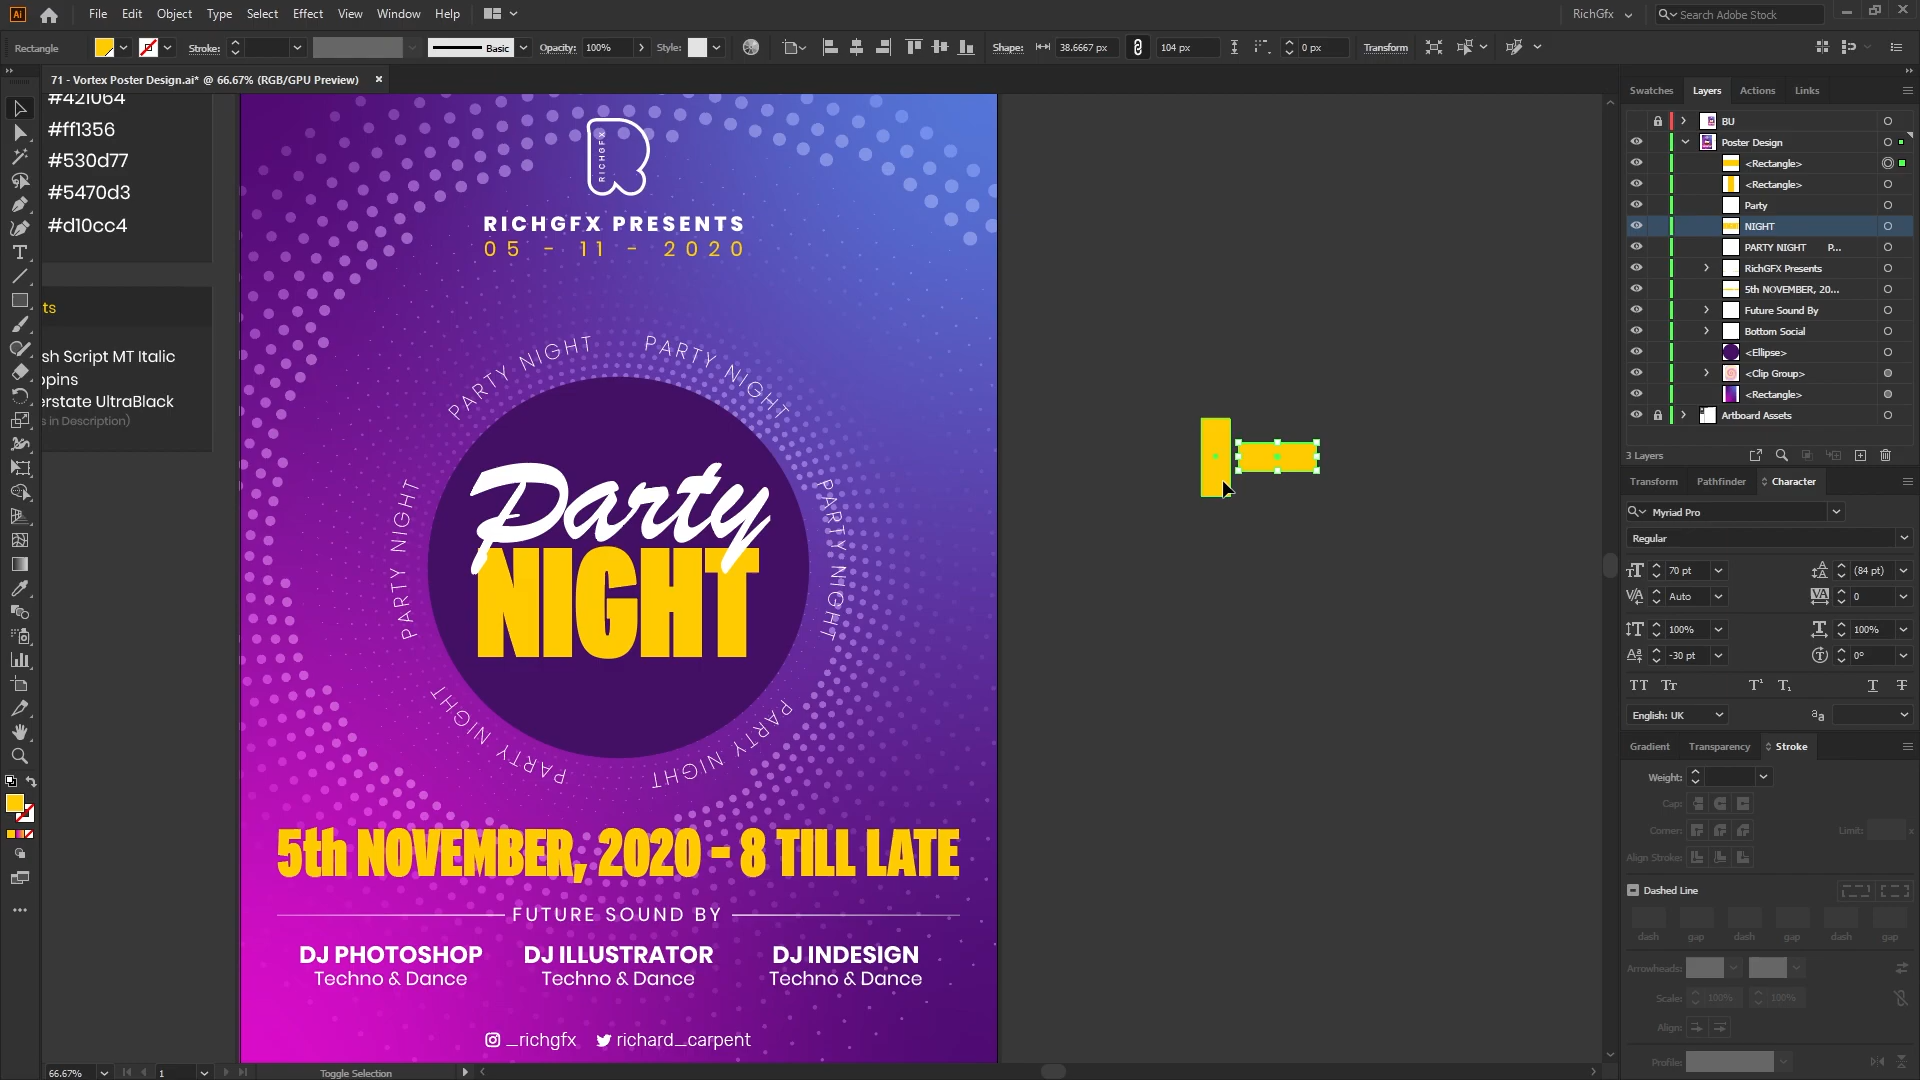 Ai
File Edit Object Type Select Effect View Window Help
RichGfx
Search Adobe Stock
Rectangle
Stroke:
Basic
Opacity: 100%
Style:
Shape: 38.6667 px 104 px 0 px
Transform
71 - Vortex Poster Design.ai* @ 66.67% (RGB/GPU Preview)
#421064
#ff1356
#530d77
#5470d3
#d10cc4
ts
sh Script MT Italic
ppins
erstate UltraBlack
s in Description)
RICHGFX
RICHGFX PRESENTS
05 - 11 - 2020
PARTY NIGHT
PARTY NIGHT
PARTY NIGHT
PARTY NIGHT
PARTY NIGHT
PARTY NIGHT
PARTY NIGHT
PARTY NIGHT
Party
NIGHT
5th NOVEMBER, 2020 - 8 TILL LATE
FUTURE SOUND BY
DJ PHOTOSHOP DJ ILLUSTRATOR DJ INDESIGN
Techno & Dance Techno & Dance Techno & Dance
_richgfx richard_carpent
66.67% 1 Toggle Selection
Swatches Layers Actions Links
BU
Poster Design
<Rectangle>
<Rectangle>
Party
NIGHT
PARTY NIGHT P...
RichGFX Presents
5th NOVEMBER, 20...
Future Sound By
Bottom Social
<Ellipse>
<Clip Group>
<Rectangle>
Artboard Assets
3 Layers
Transform Pathfinder Character
Myriad Pro
Regular
70 pt (84 pt)
Auto 0
100% 100%
-30 pt 0°
English: UK
Gradient Transparency Stroke
Weight:
Cap:
Corner: Limit: x
Align Stroke:
Dashed Line
dash gap dash gap dash gap
Arrowheads:
Scale: 100% 100%
Align:
Profile: